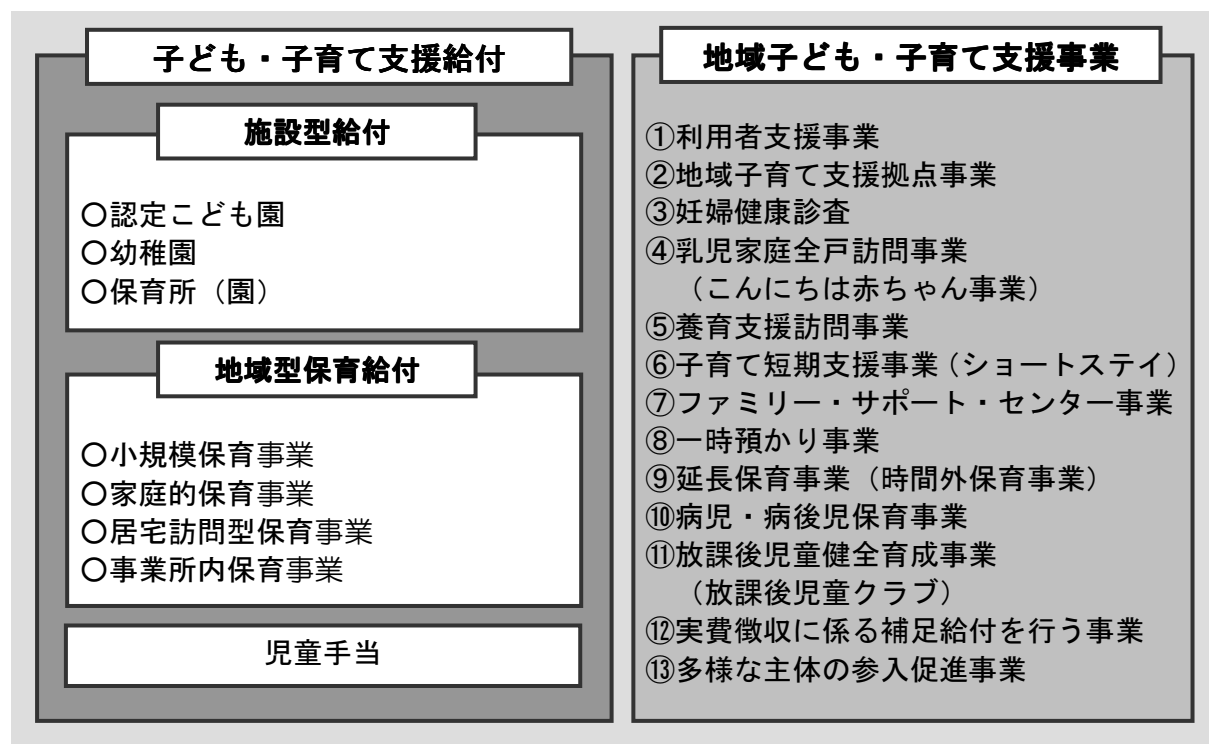 子ども・子育て支援給付
施設型給付
〇認定こども園
〇幼稚園
〇保育所（園）
地域型保育給付
〇小規模保育事業
〇家庭的保育事業
〇居宅訪問型保育事業
〇事業所内保育事業
児童手当
地域子ども・子育て支援事業
①利用者支援事業
②地域子育て支援拠点事業
③妊婦健康診査
④乳児家庭全戸訪問事業
（こんにちは赤ちゃん事業）
⑤養育支援訪問事業
⑥子育て短期支援事業（ショートステイ）
⑦ファミリー・サポート・センター事業
⑧一時預かり事業
⑨延長保育事業（時間外保育事業）
⑩病児・病後児保育事業
⑪放課後児童健全育成事業
（放課後児童クラブ）
⑫実費徴収に係る補足給付を行う事業
⑬多様な主体の参入促進事業